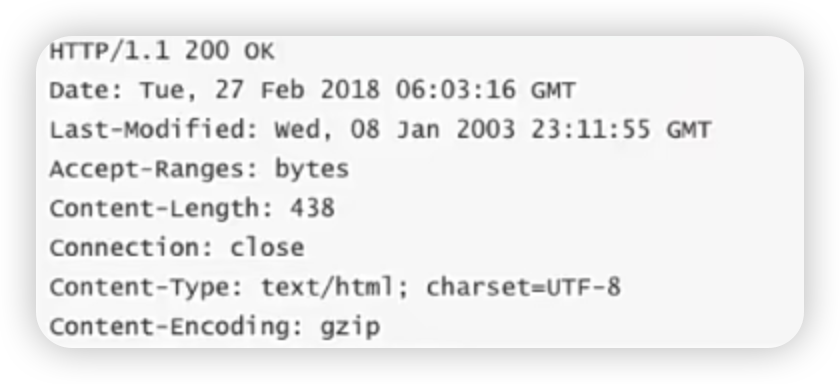 HTTP/1.1 200 OK
Date: Tue, 27 Feb 2018 06:03:16 GMT
Last-Modified: Wed, 08 Jan 2003 23:11:55 GMT
Accept-Ranges: bytes
Content-Length: 438
Connection: close
Content-Type: text/html; charset=UTF-8
Content-Encoding: gzip